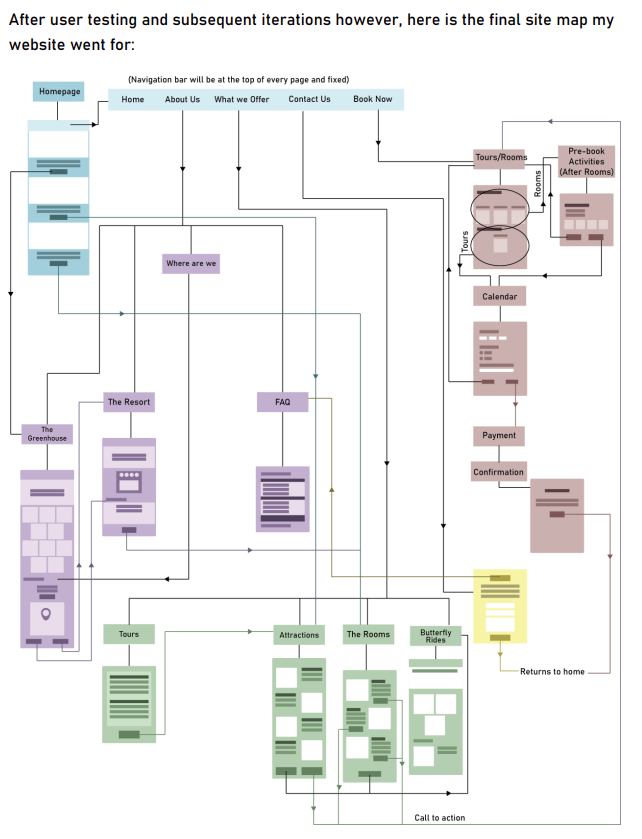 After user testing and subsequent iterations however, here is the final site map my
website went for:
(Navigation bar will be at the top of every page and fixed)
Homepage
Home About Us What we Offer Contact Us Book Now
Tours/Rooms
Pre-book
Activities
(After Rooms)
Rooms
Tours
Where are we
Calendar
The Resort
FAQ
The
Greenhouse
Payment
Confirmation
Tours
Attractions
The Rooms
Butterfly
Rides
Returns to home
Call to action